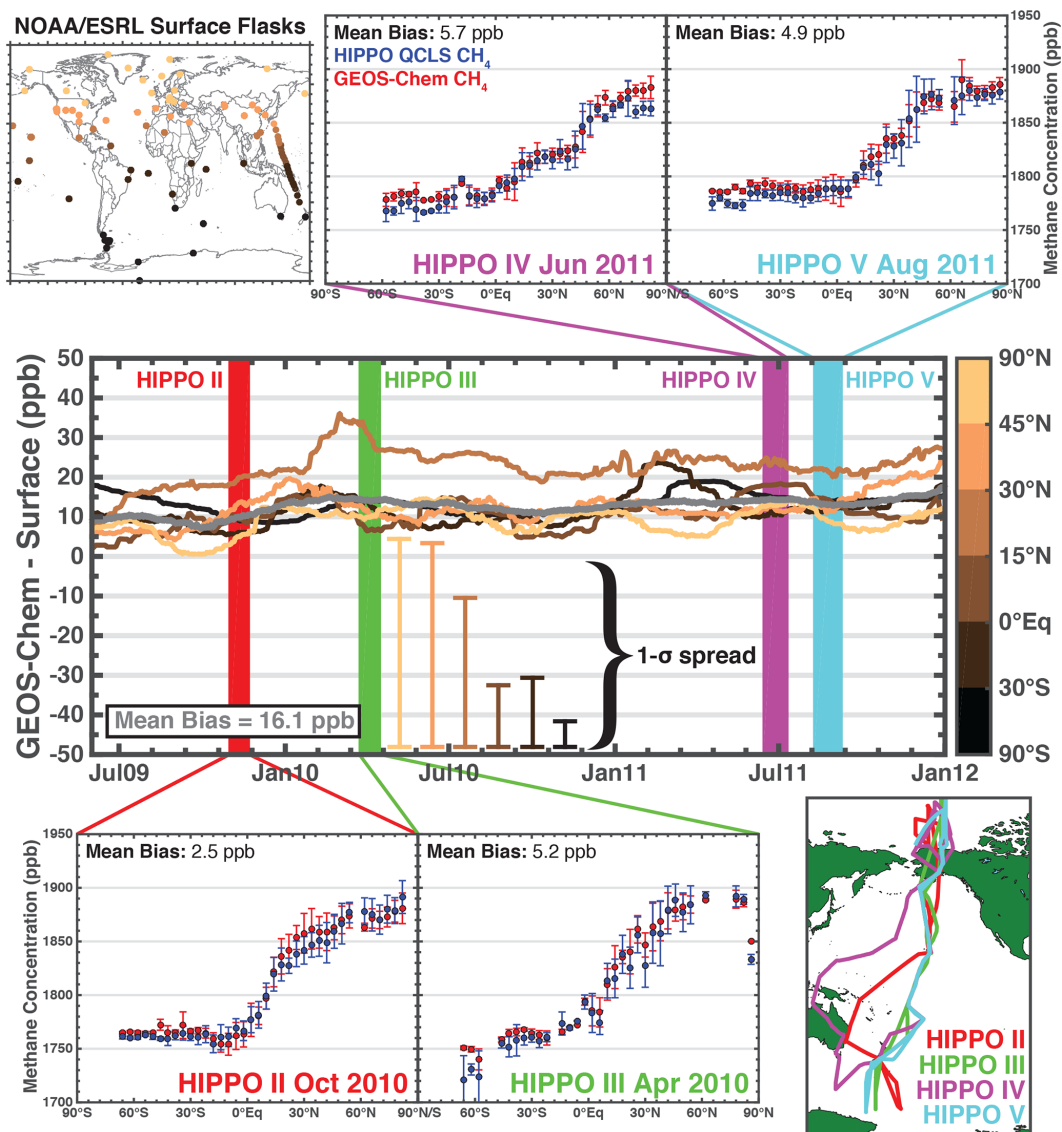 NOAA/ESRL Surface Flasks
Mean Bias: 5.7 ppb
HIPPO QCLS CH4
GEOS-Chem CH4
HIPPO IV Jun 2011
90°S 60°S 30°S 0°Eq 30°N 60°N 90°N/S
Mean Bias: 4.9 ppb
HIPPO V Aug 2011
60°S 30°S 0°Eq 30°N 60°N 90°N
1950
1900
1850
1800
1750
1700
Methane Concentration (ppb)
GEOS-Chem - Surface (ppb)
50
40
30
20
10
0
-10
-20
-30
-40
-50
HIPPO II
HIPPO III
HIPPO IV
HIPPO V
1-σ spread
Mean Bias = 16.1 ppb
Jul09 Jan10 Jul10 Jan11 Jul11 Jan12
90°N
45°N
30°N
15°N
0°Eq
30°S
90°S
Methane Concentration (ppb)
1950
1900
1850
1800
1750
1700
Mean Bias: 2.5 ppb
HIPPO II Oct 2010
90°S 60°S 30°S 0°Eq 30°N 60°N 90°N/S
Mean Bias: 5.2 ppb
HIPPO III Apr 2010
60°S 30°S 0°Eq 30°N 60°N 90°N
HIPPO II
HIPPO III
HIPPO IV
HIPPO V